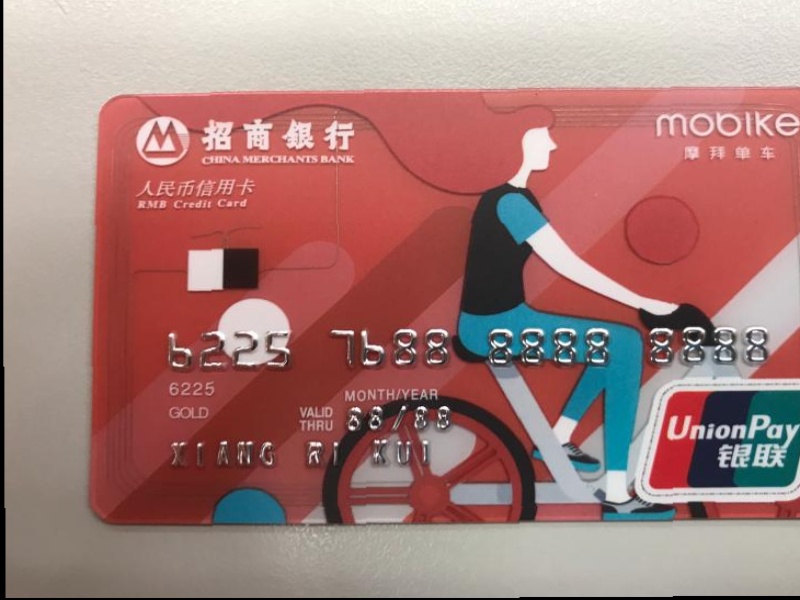 招商銀行
CHINA MERCHANTS BANK
mobike
摩拜单车
人民币信用卡
RMB Credit Card
6225 7688 8888 8888
6225
MONTH/YEAR
GOLD
VALID THRU 88/88
XIANG RI KUI
UnionPay
银联